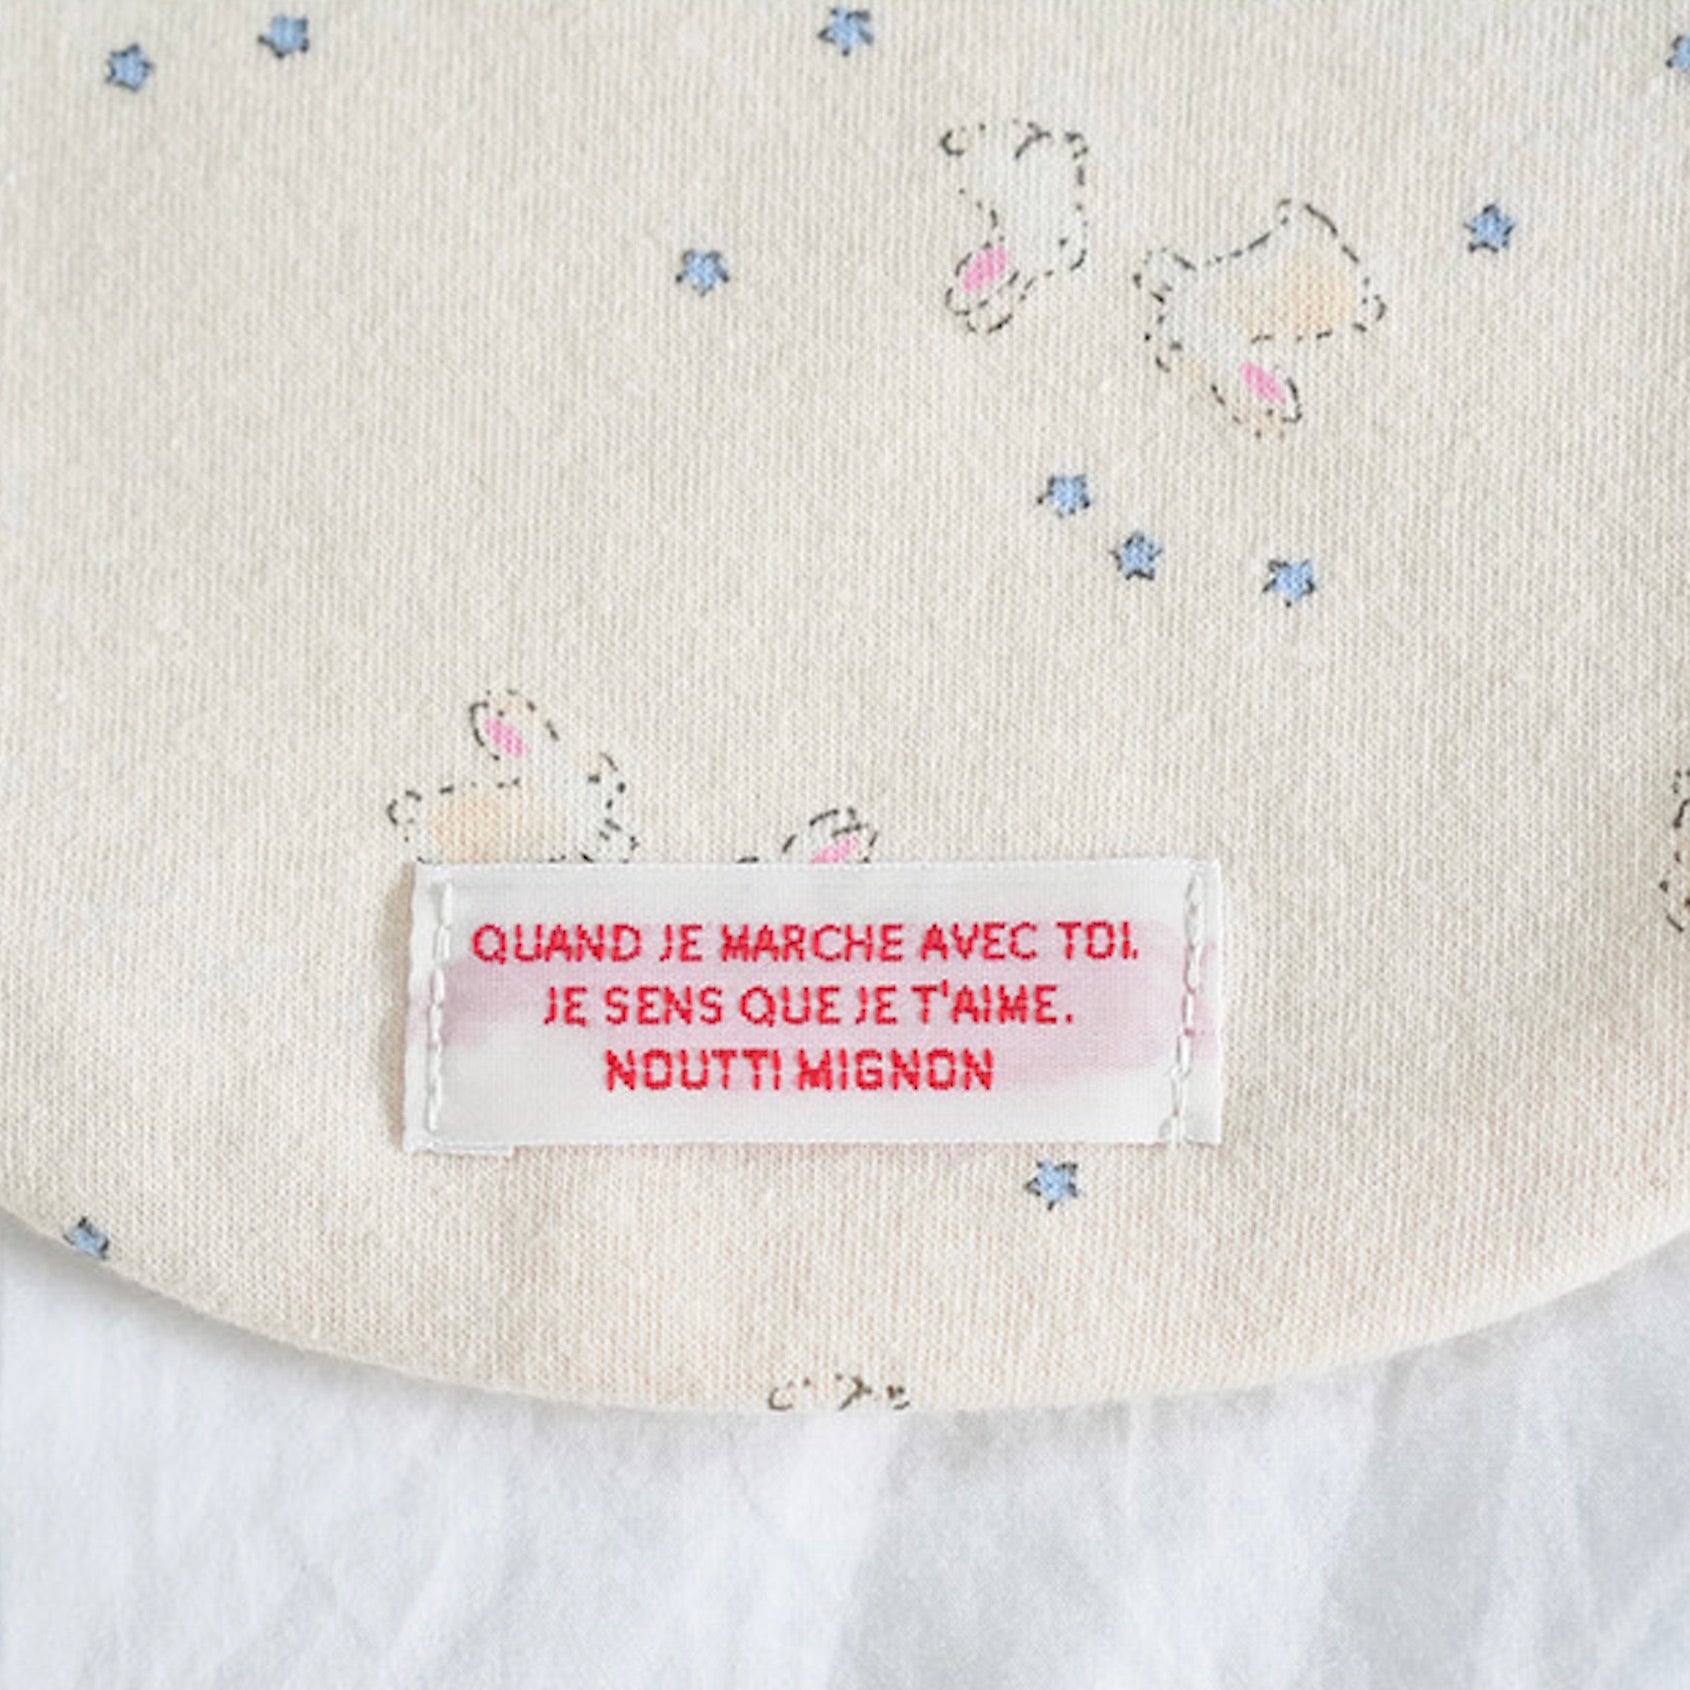 QUAND JE MARCHE AVEC TOI,
JE SENS QUE JE T'AIME.
NOUTTI MIGNON